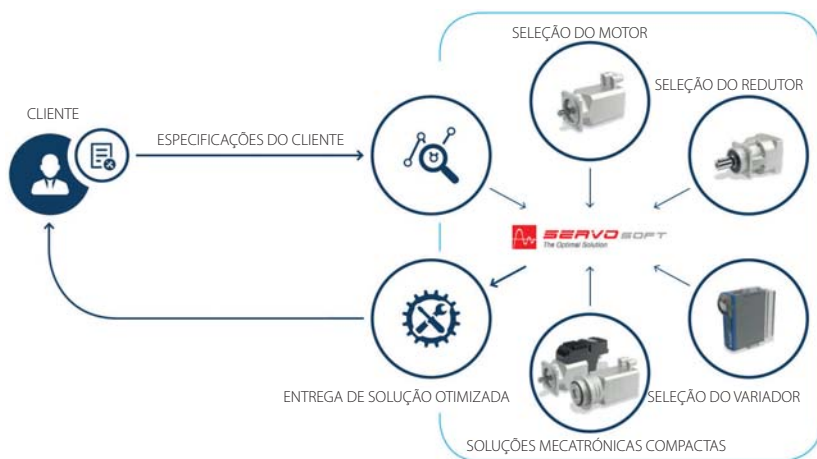 SELEÇÃO DO MOTOR
SELEÇÃO DO REDUTOR
CLIENTE
ESPECIFICAÇÕES DO CLIENTE
SERVOSOFT
The Optimal Solution
ENTREGA DE SOLUÇÃO OTIMIZADA
SELEÇÃO DO VARIADOR
SOLUÇÕES MECATRÓNICAS COMPACTAS